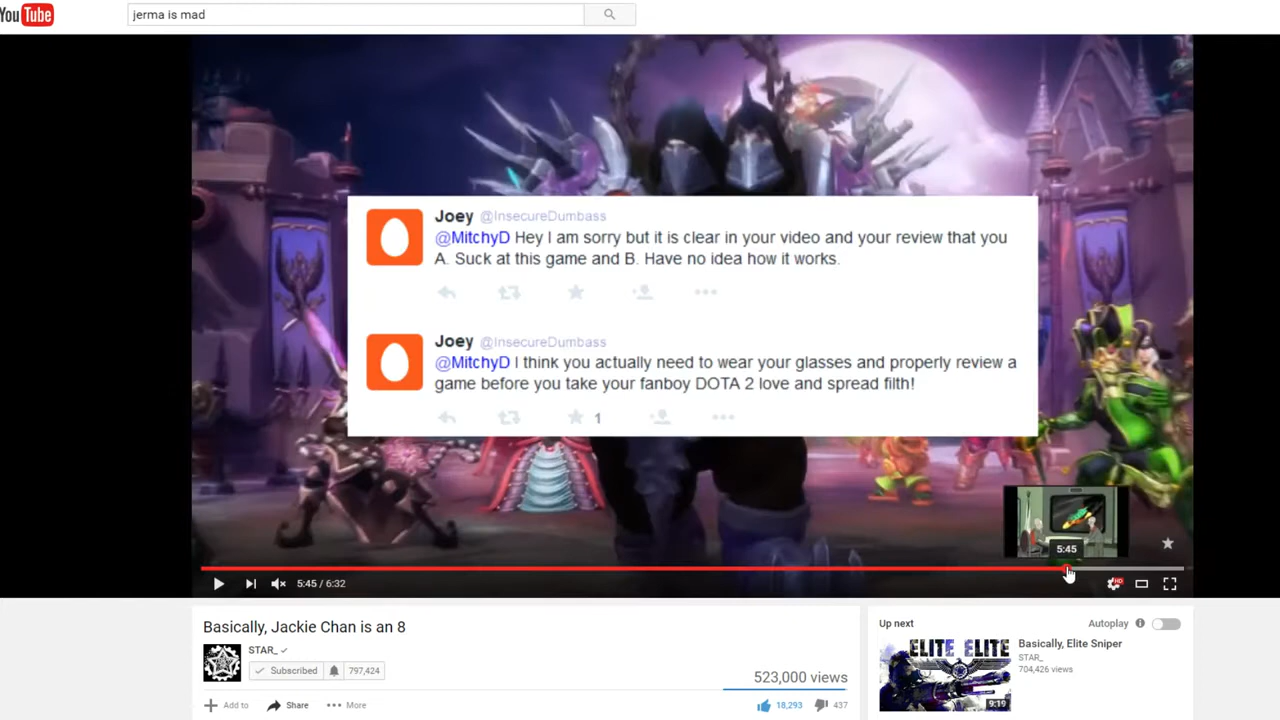 YouTube
jerma is mad
Joey @InsecureDumbass
@MitchyD Hey I am sorry but it is clear in your video and your review that you
A. Suck at this game and B. Have no idea how it works.
Joey @InsecureDumbass
@MitchyD I think you actually need to wear your glasses and properly review a
game before you take your fanboy DOTA 2 love and spread filth!
1
5:45
5:45 / 6:32
HD
Basically, Jackie Chan is an 8
STAR_
Subscribed 797,424
523,000 views
Add to Share More
18,293 437
Up next Autoplay
ELITE ELITE
9:19
Basically, Elite Sniper
STAR_
704,426 views